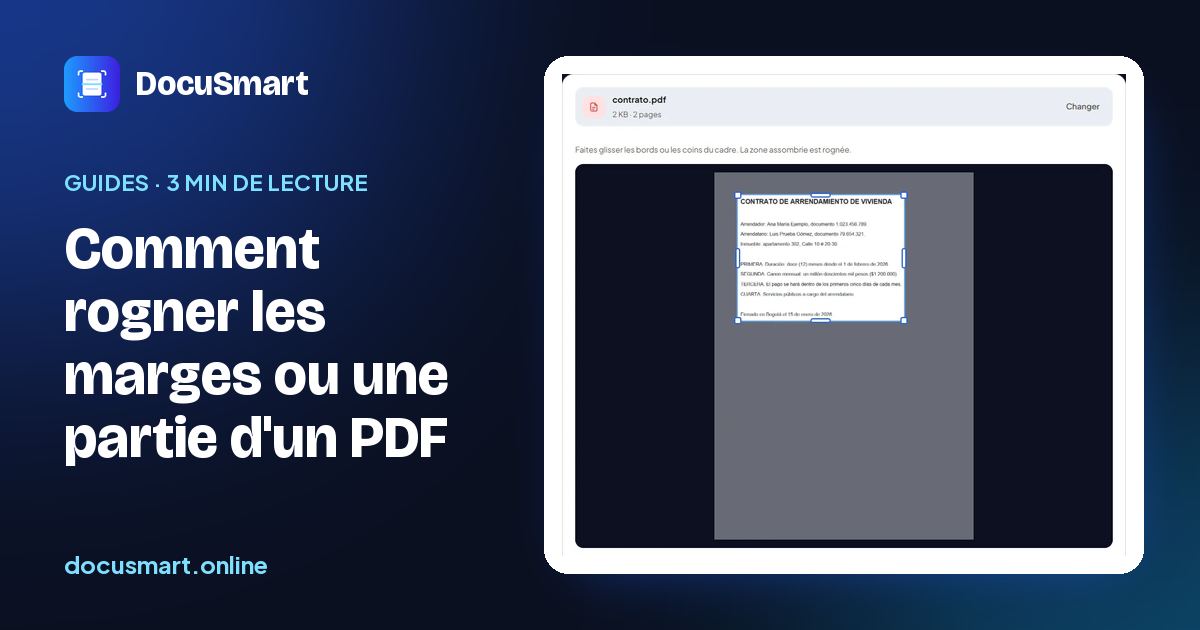 DocuSmart
GUIDES · 3 MIN DE LECTURE
Comment
rogner les
marges ou une
partie d'un PDF
docusmart.online
contrato.pdf
2 KB · 2 pages
Changer
Faites glisser les bords ou les coins du cadre. La zone assombrie est rognée.
CONTRATO DE ARRENDAMIENTO DE VIVIENDA
Arrendador: Ana María Ejemplo, documento 1.023.456.789
Arrendatario: Luis Prueba Gómez, documento 79.654.321
Inmueble: apartamento 302, Calle 10 # 20-30
PRIMERA. Duración: doce (12) meses desde el 1 de febrero de 2026.
SEGUNDA. Canon mensual: un millón doscientos mil pesos ($1.200.000).
TERCERA. El pago se hará dentro de los primeros cinco días de cada mes.
CUARTA. Servicios públicos a cargo del arrendatario.
Firmado en Bogotá el 15 de enero de 2026.